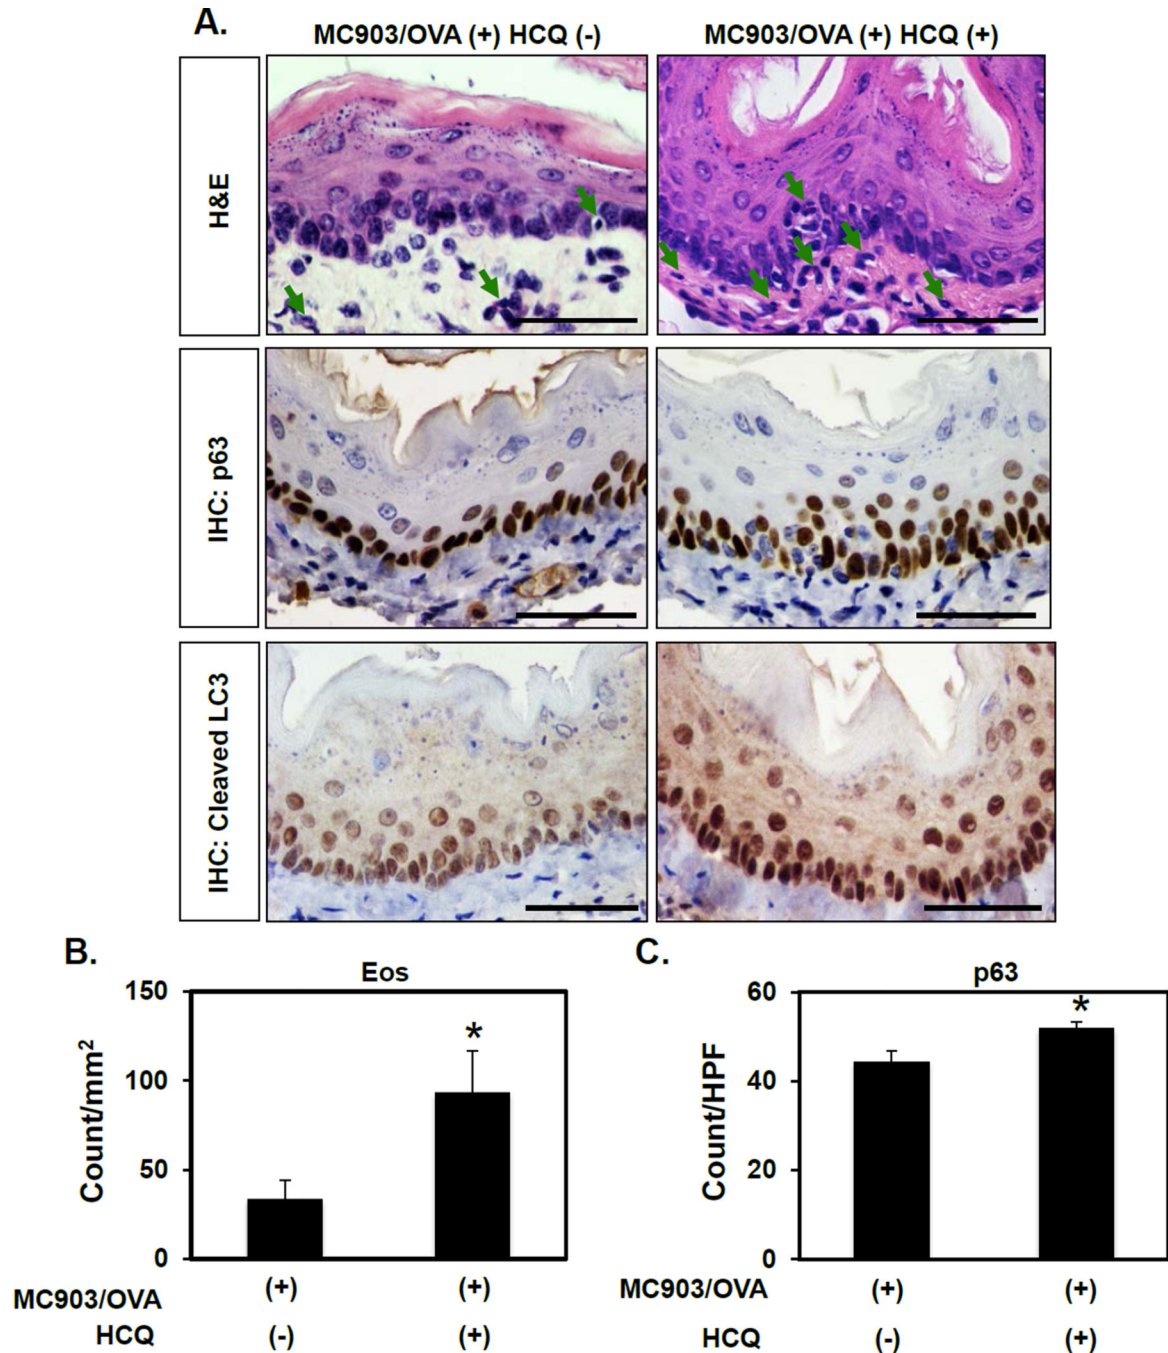 A.
MC903/OVA (+) HCQ (-)
MC903/OVA (+) HCQ (+)
H&E
IHC: p63
IHC: Cleaved LC3
B.
Eos
Count/mm²
150
100
50
0
*
MC903/OVA (+) (+)
HCQ (-) (+)
C.
p63
Count/HPF
60
40
20
0
*
MC903/OVA (+) (+)
HCQ (-) (+)